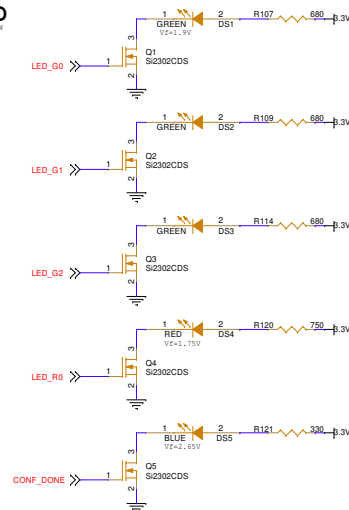 1 2 R107 680
GREEN DS1 3.3V
Vf=1.9V
3
Q1
LED_G0 1 Si2302CDS
2
1 2 R109 680
GREEN DS2 3.3V
3
Q2
LED_G1 1 Si2302CDS
2
1 2 R114 680
GREEN DS3 3.3V
3
Q3
LED_G2 1 Si2302CDS
2
1 2 R120 750
RED DS4 3.3V
Vf=1.75V
3
Q4
LED_R0 1 Si2302CDS
2
1 2 R121 330
BLUE DS5 3.3V
Vf=2.65V
3
Q5
CONF_DONE 1 Si2302CDS
2